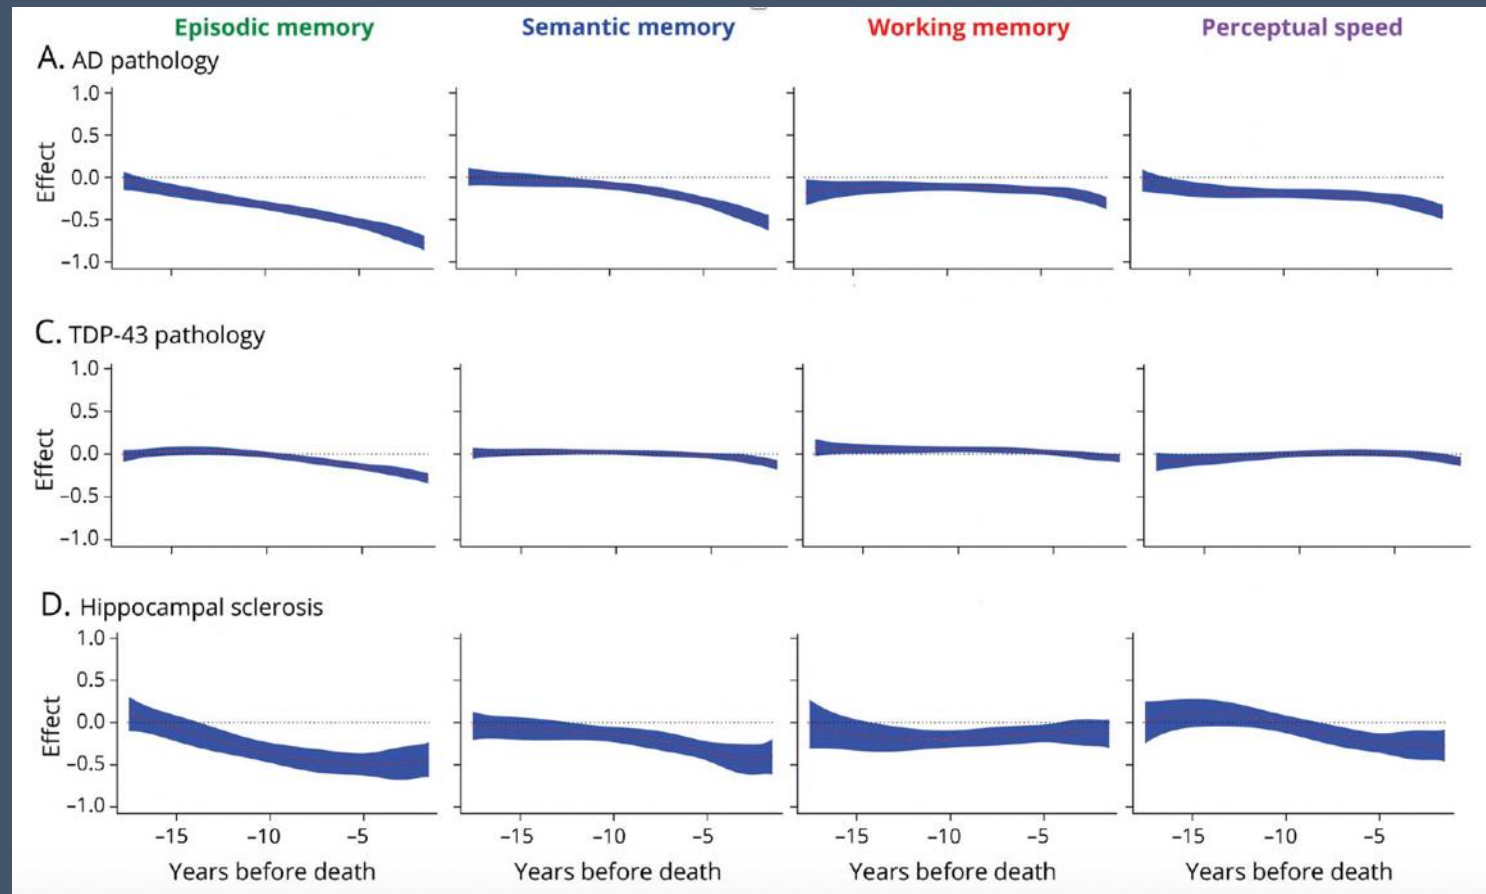 Episodic memory Semantic memory Working memory Perceptual speed
A. AD pathology
1.0
0.5
0.0
−0.5
−1.0
Effect
C. TDP-43 pathology
1.0
0.5
0.0
−0.5
−1.0
Effect
D. Hippocampal sclerosis
1.0
0.5
0.0
−0.5
−1.0
Effect
−15 −10 −5 −15 −10 −5 −15 −10 −5 −15 −10 −5
Years before death Years before death Years before death Years before death